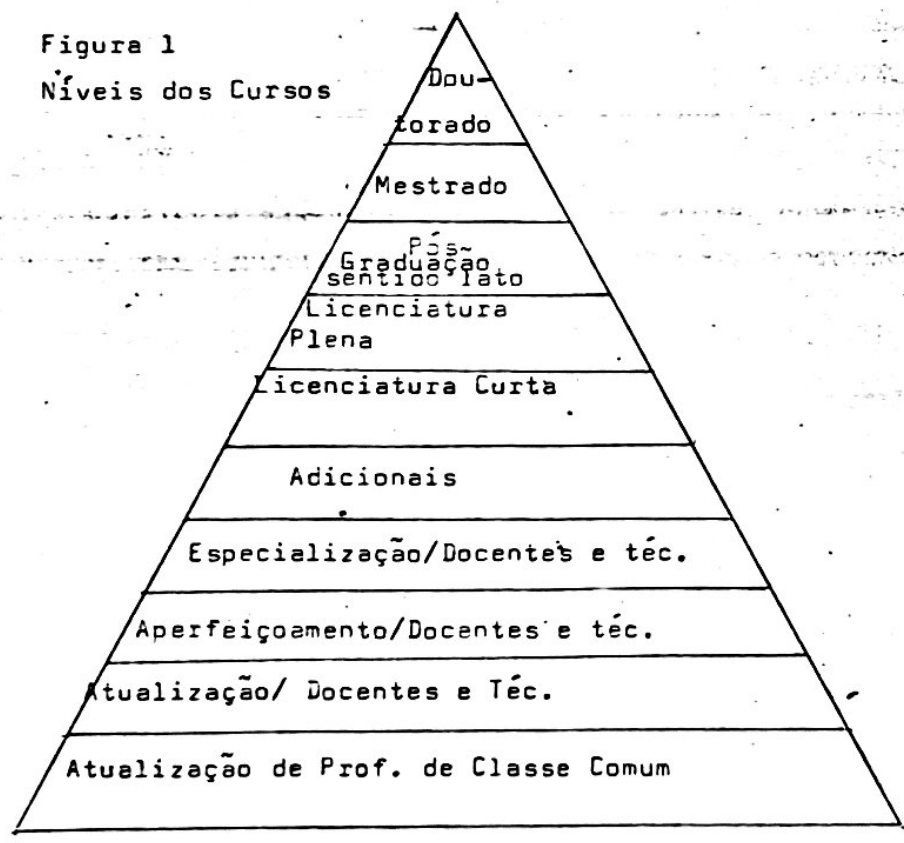 Figura 1
Níveis dos Cursos
Dou-
torado
Mestrado
Pós-
Graduação
sentido lato
Licenciatura
Plena
Licenciatura Curta
Adicionais
Especialização/Docentes e téc.
Aperfeiçoamento/Docentes e téc.
Atualização/ Docentes e Téc.
Atualização de Prof. de Classe Comum